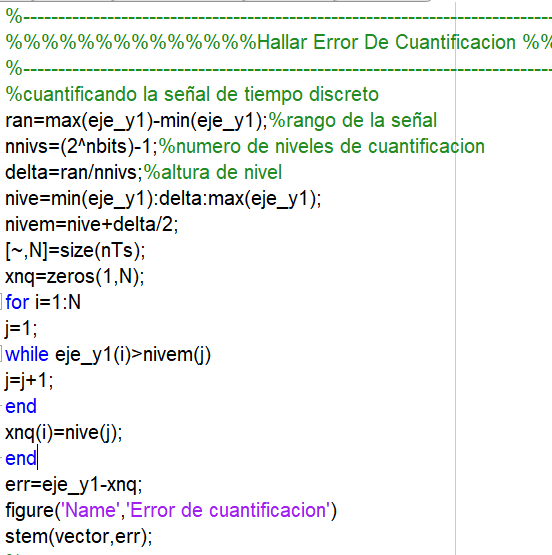 %------------------------------------------------------------------------
%%%%%%%%%%%%%%Hallar Error De Cuantificacion %%
%------------------------------------------------------------------------
%cuantificando la señal de tiempo discreto
ran=max(eje_y1)-min(eje_y1);%rango de la señal
nnivs=(2^nbits)-1;%numero de niveles de cuantificacion
delta=ran/nnivs;%altura de nivel
nive=min(eje_y1):delta:max(eje_y1);
nivem=nive+delta/2;
[~,N]=size(nTs);
xnq=zeros(1,N);
for i=1:N
j=1;
while eje_y1(i)>nivem(j)
j=j+1;
end
xnq(i)=nive(j);
end
err=eje_y1-xnq;
figure('Name','Error de cuantificacion')
stem(vector,err);